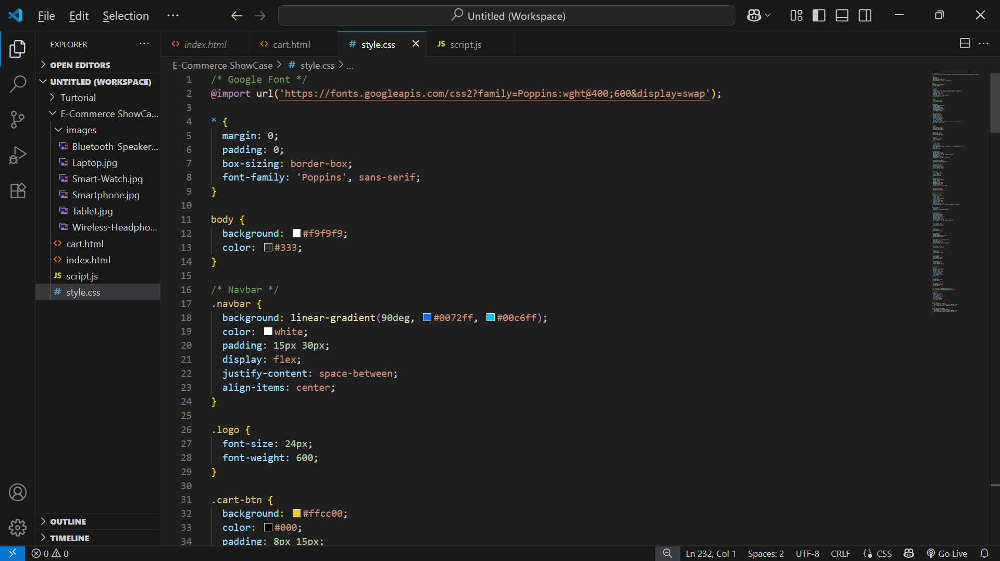 File Edit Selection ···
Untitled (Workspace)
EXPLORER
OPEN EDITORS
UNTITLED (WORKSPACE)
Turtorial
E-Commerce ShowCa...
images
Bluetooth-Speaker...
Laptop.jpg
Smart-Watch.jpg
Smartphone.jpg
Tablet.jpg
Wireless-Headpho...
<> cart.html
<> index.html
JS script.js
# style.css
OUTLINE
TIMELINE
<> index.html
<> cart.html
# style.css
JS script.js
E-Commerce ShowCase > # style.css > ...
1 /* Google Font */
2 @import url('https://fonts.googleapis.com/css2?family=Poppins:wght@400;600&display=swap');
3
4 * {
5 margin: 0;
6 padding: 0;
7 box-sizing: border-box;
8 font-family: 'Poppins', sans-serif;
9 }
10
11 body {
12 background: #f9f9f9;
13 color: #333;
14 }
15
16 /* Navbar */
17 .navbar {
18 background: linear-gradient(90deg, #0072ff, #00c6ff);
19 color: white;
20 padding: 15px 30px;
21 display: flex;
22 justify-content: space-between;
23 align-items: center;
24 }
25
26 .logo {
27 font-size: 24px;
28 font-weight: 600;
29 }
30
31 .cart-btn {
32 background: #ffcc00;
33 color: #000;
34 padding: 8px 15px;
0 0
Ln 232, Col 1 Spaces: 2 UTF-8 CRLF {} CSS Go Live